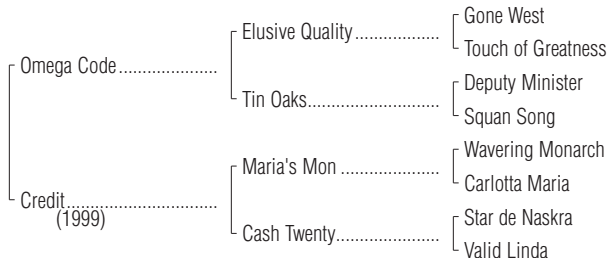 Gone West
Elusive Quality..................
Touch of Greatness
Omega Code.....................
Deputy Minister
Tin Oaks............................
Squan Song
Wavering Monarch
Maria's Mon .....................
Carlotta Maria
Credit................................
(1999)
Star de Naskra
Cash Twenty......................
Valid Linda